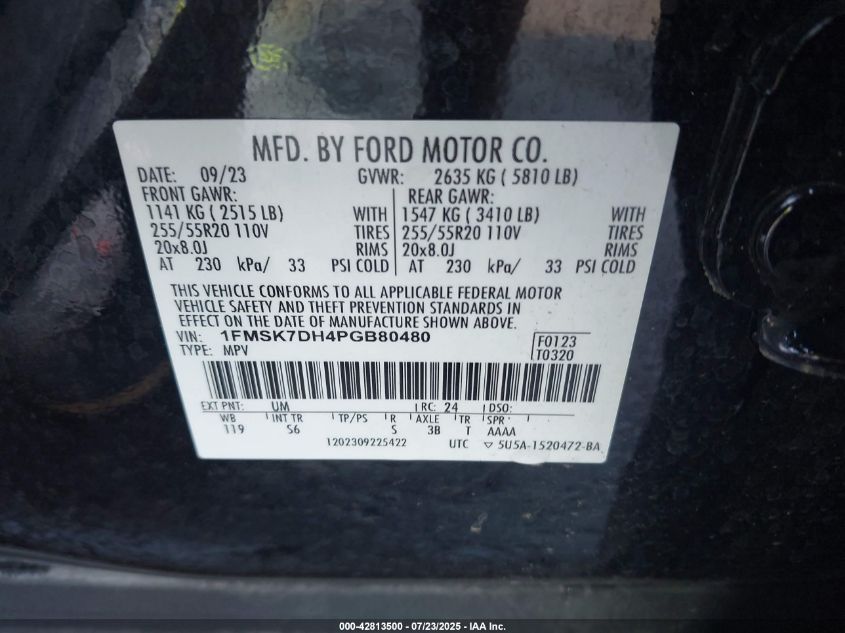 MFD. BY FORD MOTOR CO.
DATE: 09/23 GVWR: 2635 KG ( 5810 LB)
FRONT GAWR: REAR GAWR:
1141 KG ( 2515 LB) WITH 1547 KG ( 3410 LB) WITH
255/55R20 110V TIRES 255/55R20 110V TIRES
20x8.0J RIMS 20x8.0J RIMS
AT 230 kPa/ 33 PSI COLD AT 230 kPa/ 33 PSI COLD
THIS VEHICLE CONFORMS TO ALL APPLICABLE FEDERAL MOTOR
VEHICLE SAFETY AND THEFT PREVENTION STANDARDS IN
EFFECT ON THE DATE OF MANUFACTURE SHOWN ABOVE.
VIN: 1FMSK7DH4PGB80480 F0123
TYPE: MPV T0320
EXT PNT: UM RC: 24 DSO:
WB INT TR TP/PS R AXLE TR SPR
119 S6 S 3B T AAAA
1202309225422 UTC ▽ 5U5A-1520472-BA
000-42813500 - 07/23/2025 - IAA Inc.